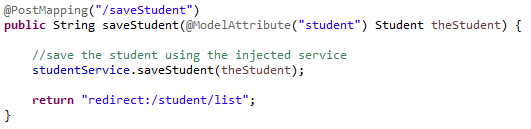 @PostMapping("/saveStudent")
public String saveStudent(@ModelAttribute("student") Student theStudent) {
//save the student using the injected service
studentService.saveStudent(theStudent);
return "redirect:/student/list";
}